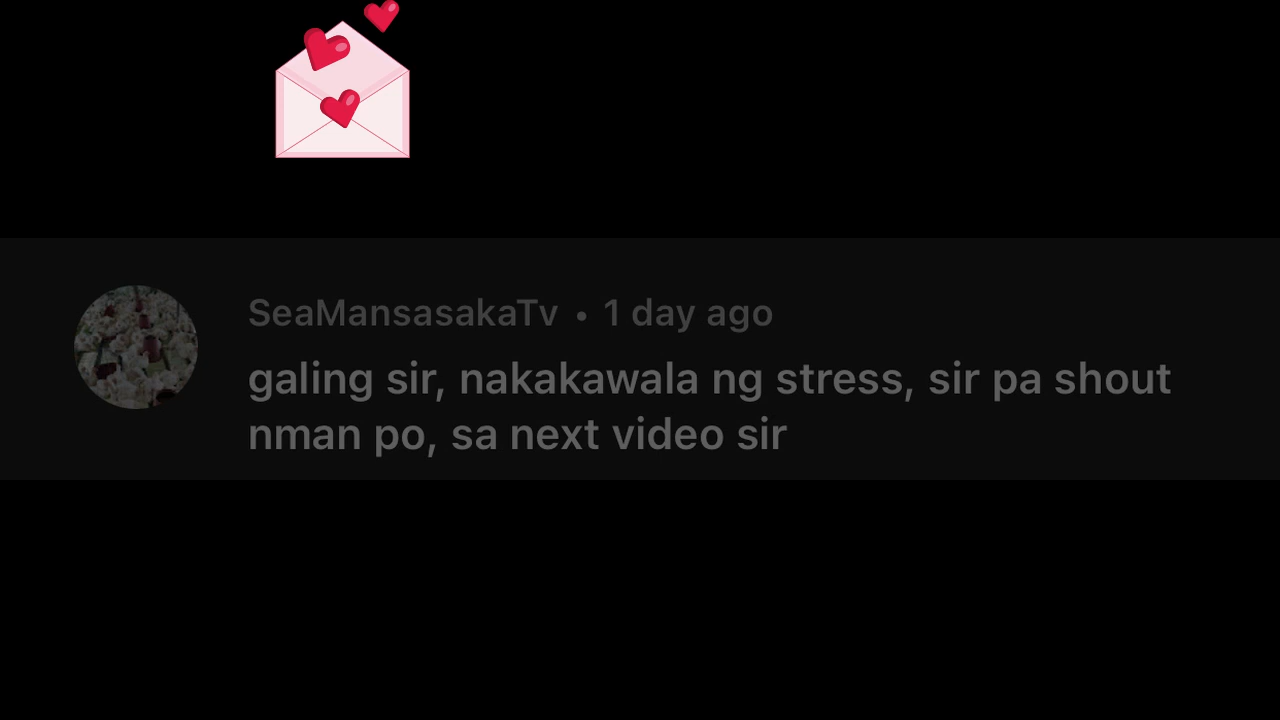 SeaMansasakaTv • 1 day ago
galing sir, nakakawala ng stress, sir pa shout
nman po, sa next video sir